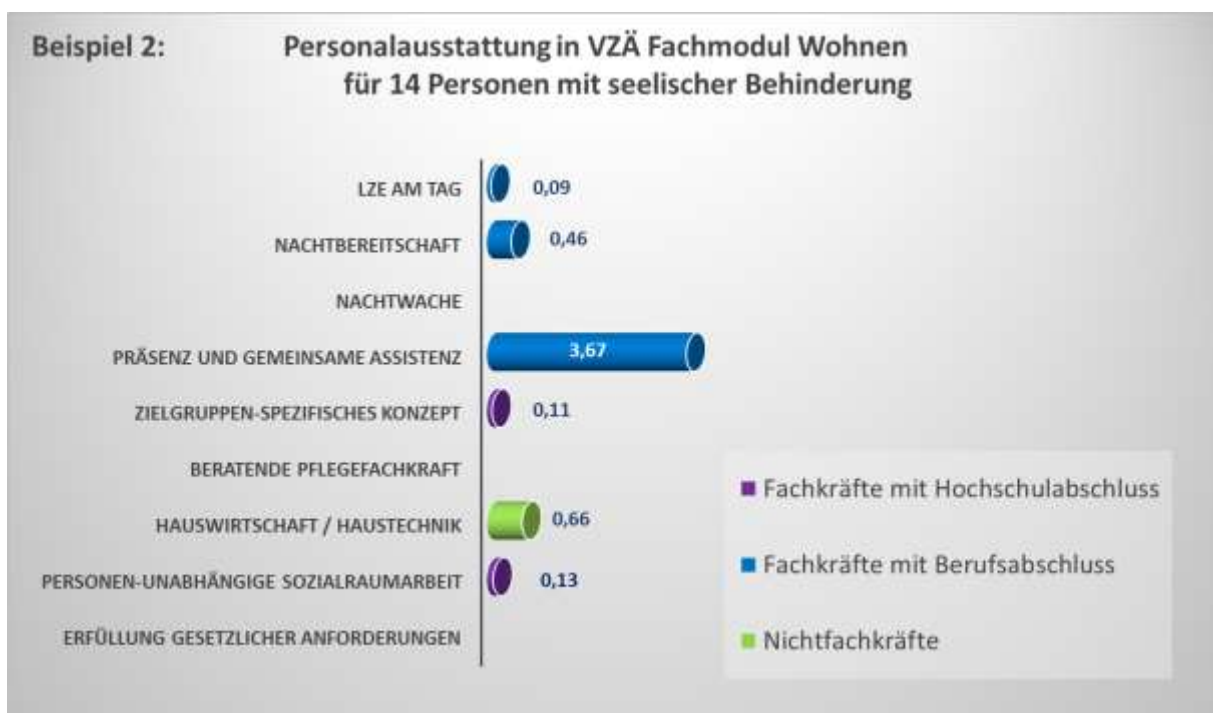 Beispiel 2: Personalausstattung in VZÄ Fachmodul Wohnen
für 14 Personen mit seelischer Behinderung
LZE AM TAG 0,09
NACHTBEREITSCHAFT 0,46
NACHTWACHE
PRÄSENZ UND GEMEINSAME ASSISTENZ 3,67
ZIELGRUPPEN-SPEZIFISCHES KONZEPT 0,11
BERATENDE PFLEGEFACHKRAFT
HAUSWIRTSCHAFT / HAUSTECHNIK 0,66
PERSONEN-UNABHÄNGIGE SOZIALRAUMARBEIT 0,13
ERFÜLLUNG GESETZLICHER ANFORDERUNGEN
Fachkräfte mit Hochschulabschluss
Fachkräfte mit Berufsabschluss
Nichtfachkräfte